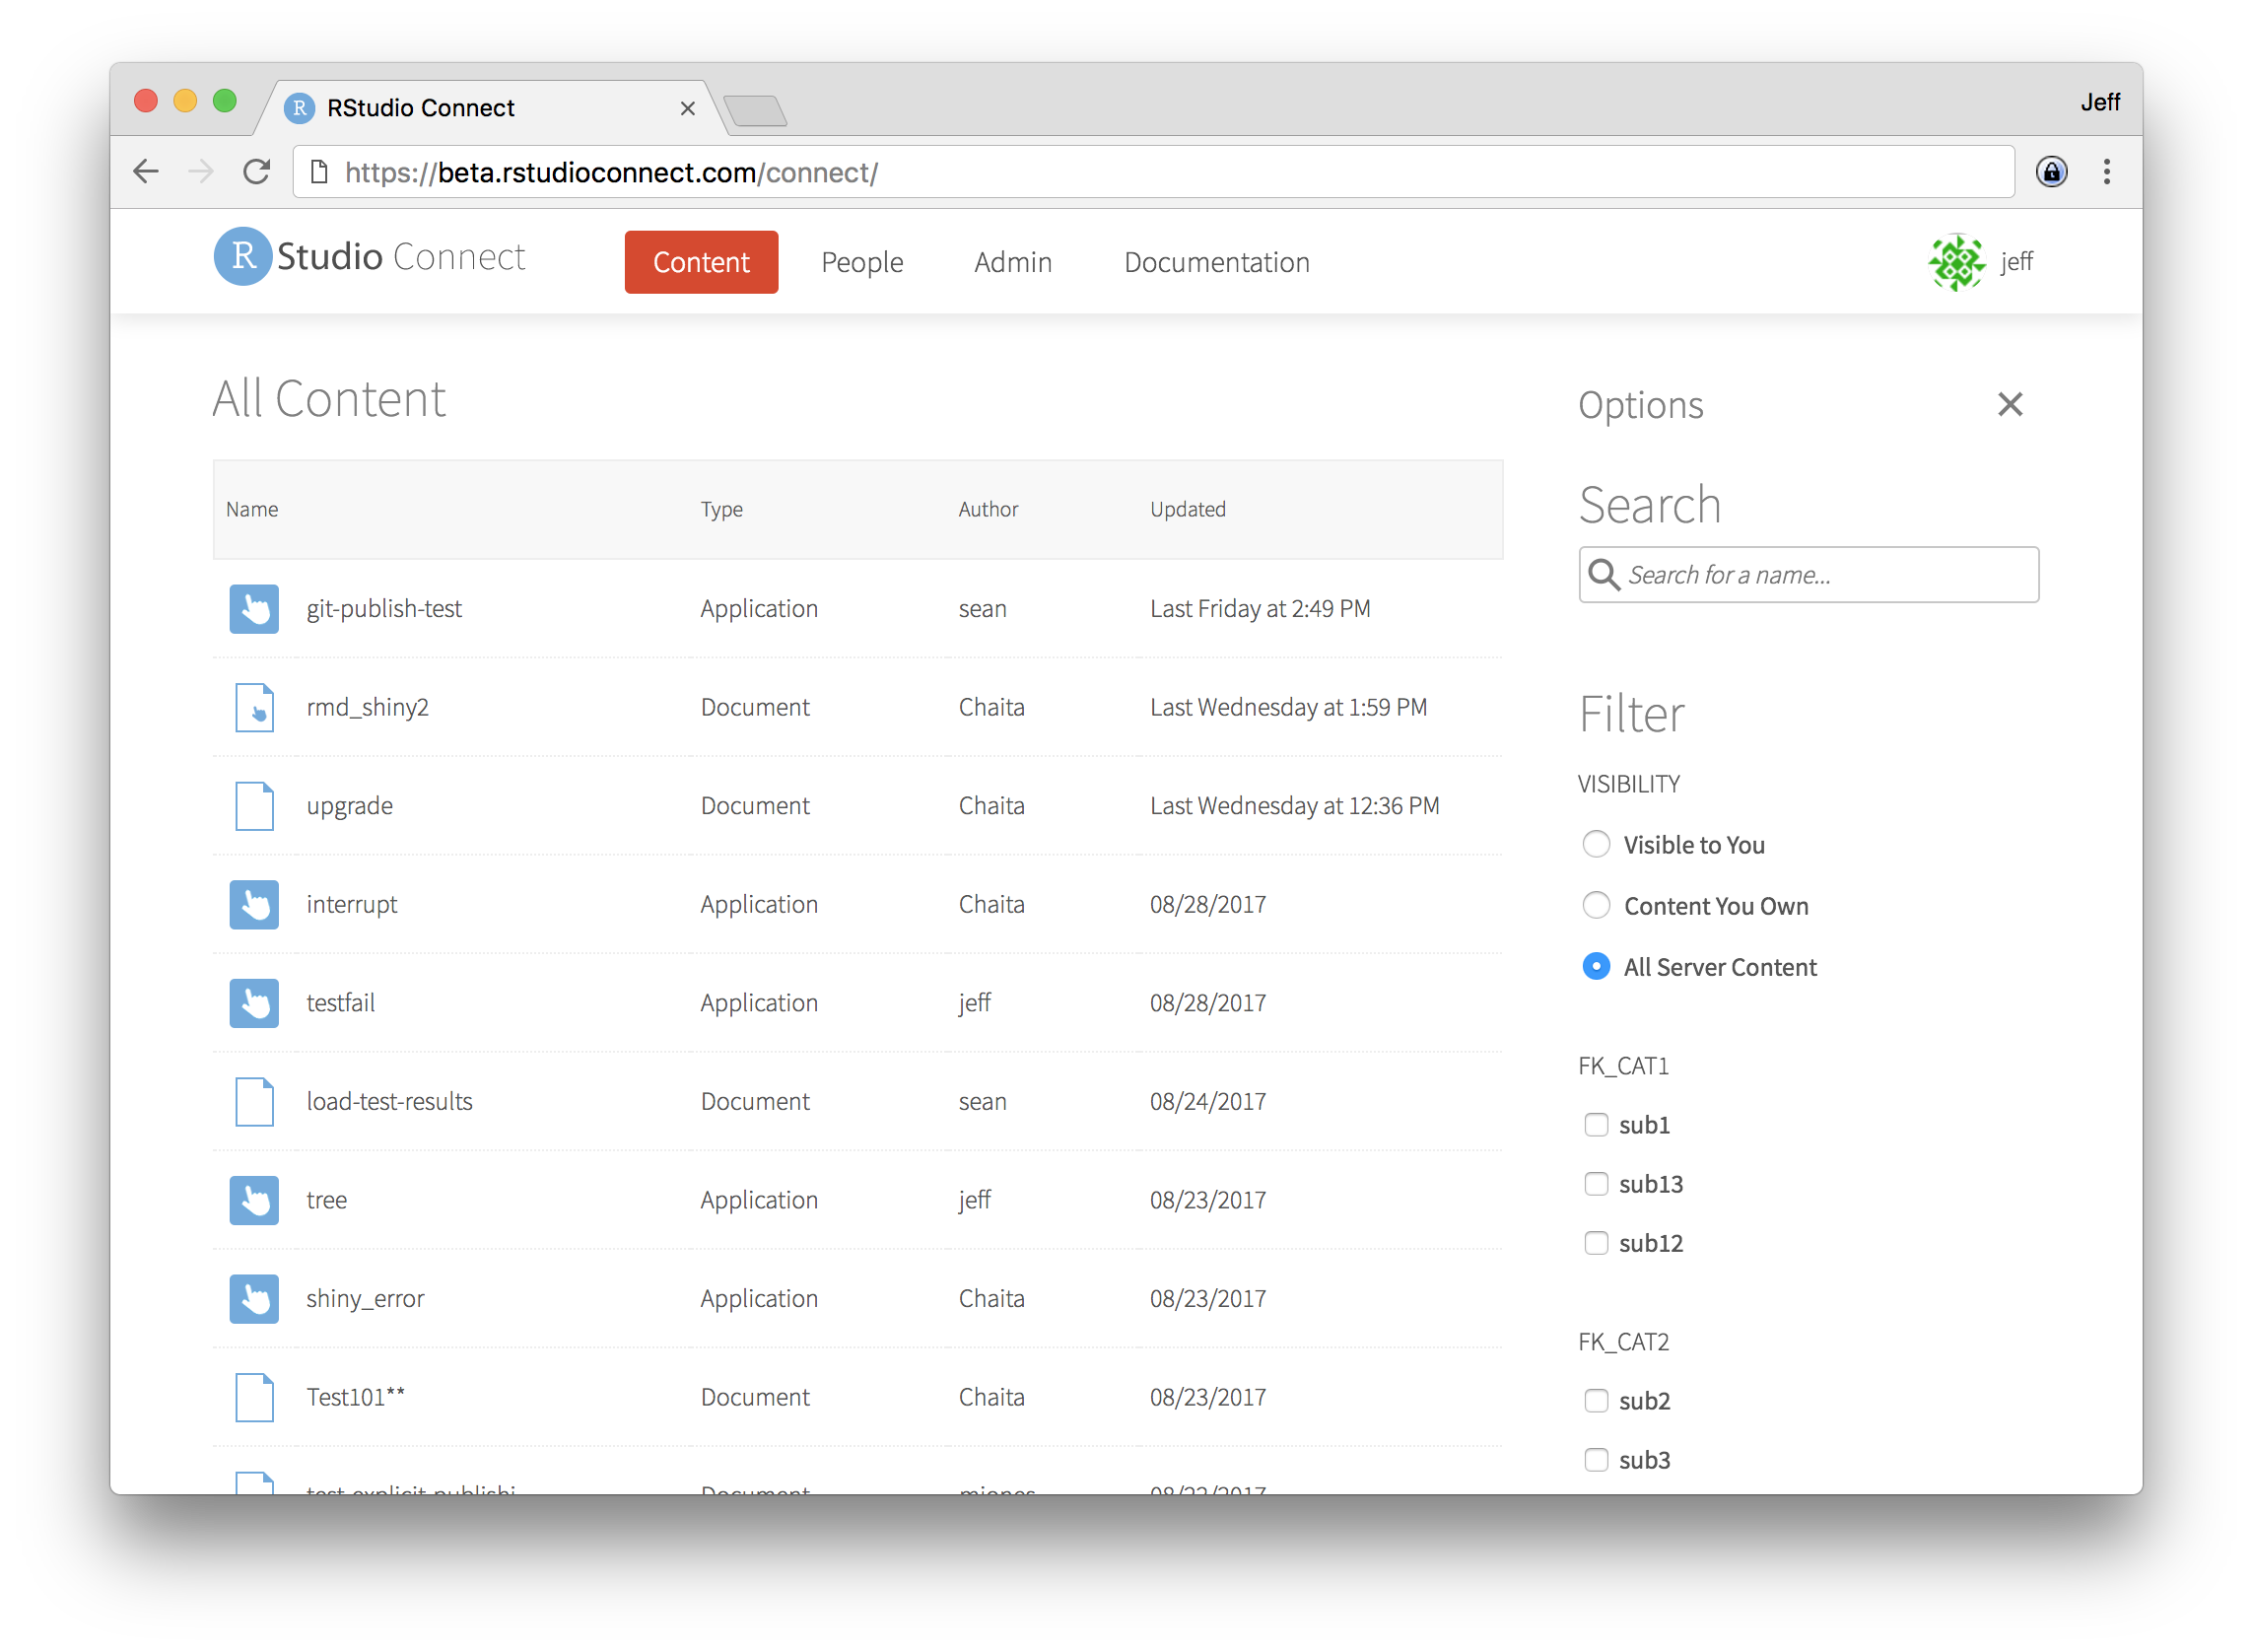 RStudio Connect
Jeff
https://beta.rstudioconnect.com/connect/
R Studio Connect
Content
People
Admin
Documentation
jeff
All Content
Name Type Author Updated
git-publish-test Application sean Last Friday at 2:49 PM
rmd_shiny2 Document Chaita Last Wednesday at 1:59 PM
upgrade Document Chaita Last Wednesday at 12:36 PM
interrupt Application Chaita 08/28/2017
testfail Application jeff 08/28/2017
load-test-results Document sean 08/24/2017
tree Application jeff 08/23/2017
shiny_error Application Chaita 08/23/2017
Test101** Document Chaita 08/23/2017
Document
Options
Search
Search for a name...
Filter
VISIBILITY
Visible to You
Content You Own
All Server Content
FK_CAT1
sub1
sub13
sub12
FK_CAT2
sub2
sub3